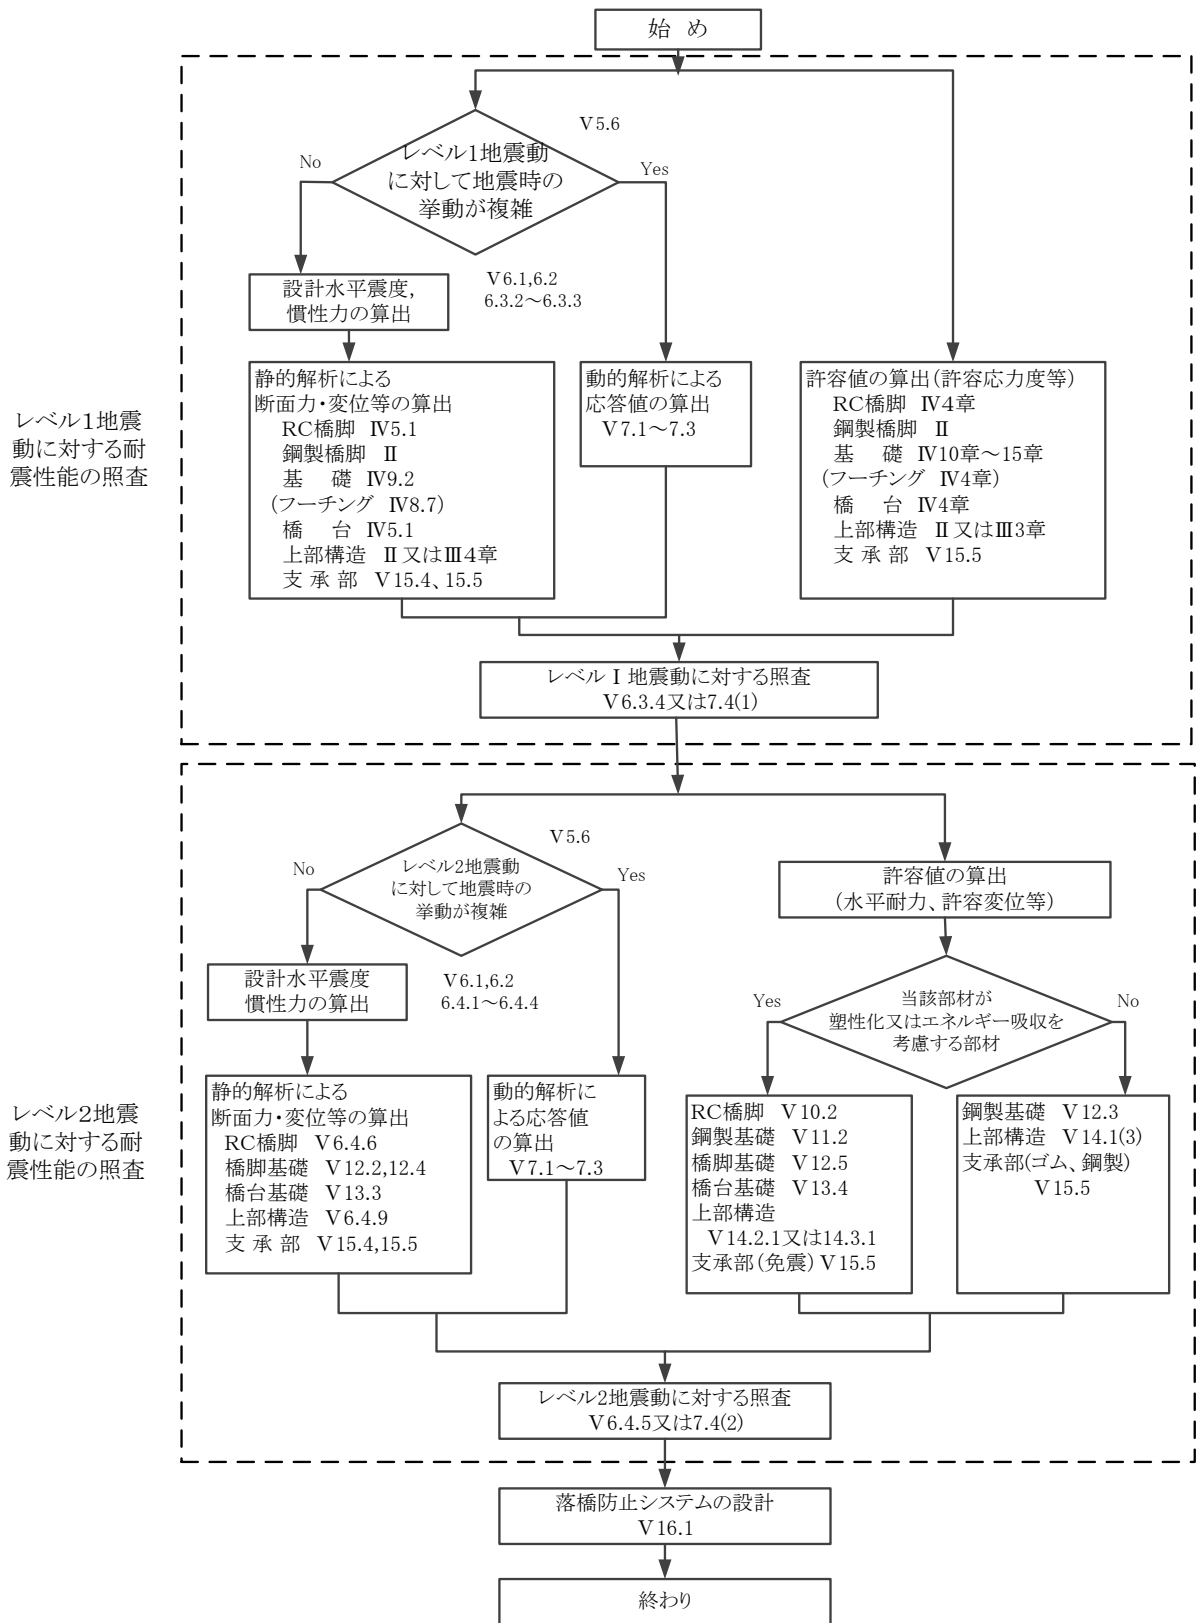 始 め
レベル1地震
動に対する耐
震性能の照査
V5.6
レベル1地震動
に対して地震時の
挙動が複雑
No
Yes
V6.1,6.2
6.3.2～6.3.3
設計水平震度,
慣性力の算出
静的解析による
断面力・変位等の算出
RC橋脚 Ⅳ5.1
鋼製橋脚 Ⅱ
基 礎 Ⅳ9.2
(フーチング Ⅳ8.7)
橋 台 Ⅳ5.1
上部構造 Ⅱ又はⅢ4章
支 承 部 V15.4、15.5
動的解析による
応答値の算出
V7.1～7.3
許容値の算出(許容応力度等)
RC橋脚 Ⅳ4章
鋼製橋脚 Ⅱ
基 礎 Ⅳ10章～15章
(フーチング Ⅳ4章)
橋 台 Ⅳ4章
上部構造 Ⅱ又はⅢ3章
支 承 部 V15.5
レベルⅠ地震動に対する照査
V6.3.4又は7.4(1)
レベル2地震
動に対する耐
震性能の照査
V5.6
レベル2地震動
に対して地震時の
挙動が複雑
No
Yes
V6.1,6.2
6.4.1～6.4.4
設計水平震度
慣性力の算出
静的解析による
断面力・変位等の算出
RC橋脚 V6.4.6
橋脚基礎 V12.2,12.4
橋台基礎 V13.3
上部構造 V6.4.9
支 承 部 V15.4,15.5
動的解析に
よる応答値
の算出
V7.1～7.3
許容値の算出
(水平耐力、許容変位等)
当該部材が
塑性化又はエネルギー吸収を
考慮する部材
Yes
No
RC橋脚 V10.2
鋼製基礎 V11.2
橋脚基礎 V12.5
橋台基礎 V13.4
上部構造
V14.2.1又は14.3.1
支承部(免震) V15.5
鋼製基礎 V12.3
上部構造 V14.1(3)
支承部(ゴム、鋼製)
V15.5
レベル2地震動に対する照査
V6.4.5又は7.4(2)
落橋防止システムの設計
V16.1
終わり